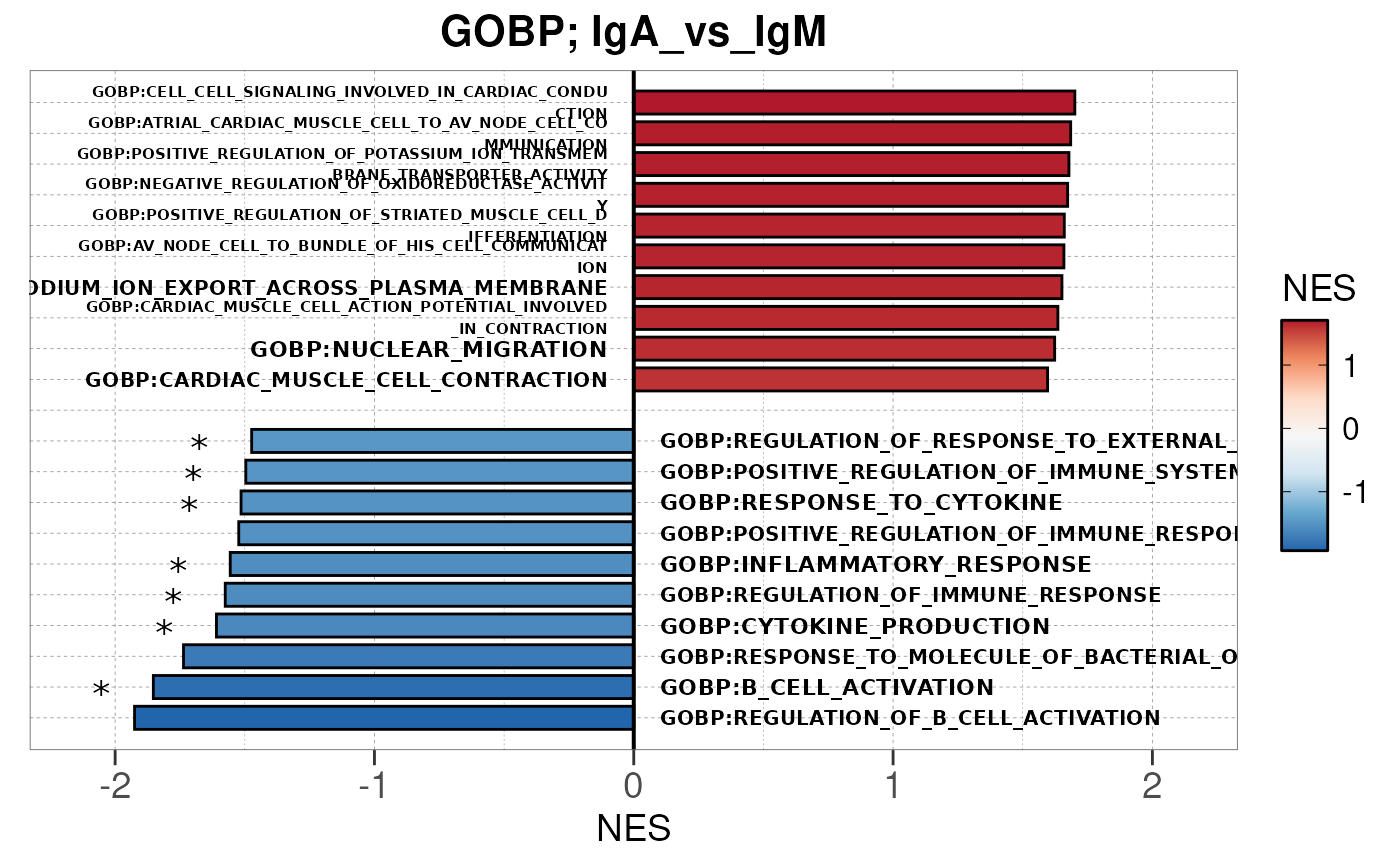 GOBP; IgA_vs_IgM
GOBP:CELL_CELL_SIGNALING_INVOLVED_IN_CARDIAC_CONDU
CTION
GOBP:ATRIAL_CARDIAC_MUSCLE_CELL_TO_AV_NODE_CELL_CO
MMUNICATION
GOBP:POSITIVE_REGULATION_OF_POTASSIUM_ION_TRANSMEM
BRANE_TRANSPORTER_ACTIVITY
GOBP:NEGATIVE_REGULATION_OF_OXIDOREDUCTASE_ACTIVIT
Y
GOBP:POSITIVE_REGULATION_OF_STRIATED_MUSCLE_CELL_D
IFFERENTIATION
GOBP:AV_NODE_CELL_TO_BUNDLE_OF_HIS_CELL_COMMUNICAT
ION
ODIUM_ION_EXPORT_ACROSS_PLASMA_MEMBRANE
GOBP:CARDIAC_MUSCLE_CELL_ACTION_POTENTIAL_INVOLVED
_IN_CONTRACTION
GOBP:NUCLEAR_MIGRATION
GOBP:CARDIAC_MUSCLE_CELL_CONTRACTION
* GOBP:REGULATION_OF_RESPONSE_TO_EXTERNAL_
* GOBP:POSITIVE_REGULATION_OF_IMMUNE_SYSTEM
* GOBP:RESPONSE_TO_CYTOKINE
GOBP:POSITIVE_REGULATION_OF_IMMUNE_RESPON
* GOBP:INFLAMMATORY_RESPONSE
* GOBP:REGULATION_OF_IMMUNE_RESPONSE
* GOBP:CYTOKINE_PRODUCTION
GOBP:RESPONSE_TO_MOLECULE_OF_BACTERIAL_O
* GOBP:B_CELL_ACTIVATION
GOBP:REGULATION_OF_B_CELL_ACTIVATION
-2 -1 0 1 2
NES
NES
1
0
-1